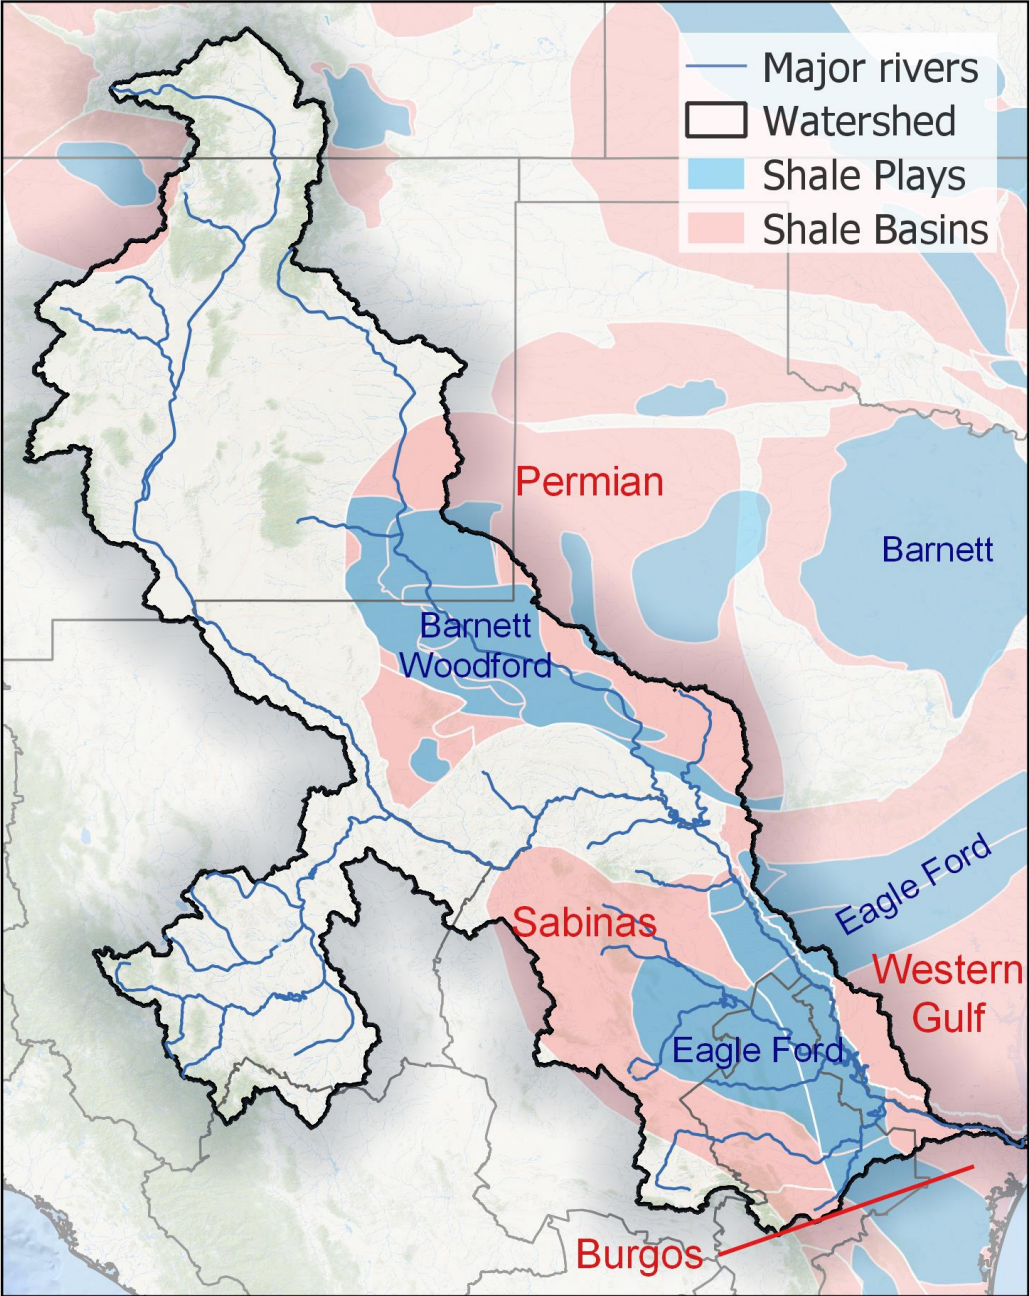 Major rivers
Watershed
Shale Plays
Shale Basins
Permian
Barnett
Barnett
Woodford
Eagle Ford
Sabinas
Western
Gulf
Eagle Ford
Burgos